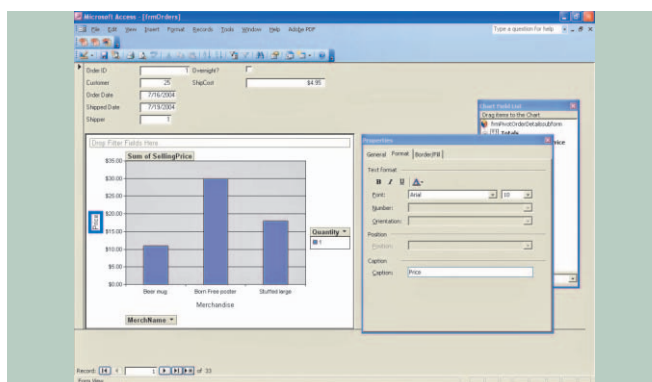 Microsoft Access - [frmOrders]
File Edit View Insert Format Records Tools Window Help Adobe PDF
Type a question for help
Order ID 1 Overnight?
Customer 25 ShipCost $4.95
Order Date 7/16/2004
Shipped Date 7/19/2004
Shipper 1
Chart Field List
Drag items to the Chart
frmPivotOrderDetailssubform
Totals
Drop Filter Fields Here
Sum of SellingPrice
$35.00
$30.00
$25.00
$20.00
$15.00
$10.00
$5.00
$0.00
Price
Beer mug Born Free poster Stuffed large
Merchandise
MerchName
Quantity
1
Properties
General Format Border/Fill
Text format
B I U A
Font: Arial 10
Number:
Orientation:
Position
Position:
Caption
Caption: Price
Record: 1 of 33
Form View